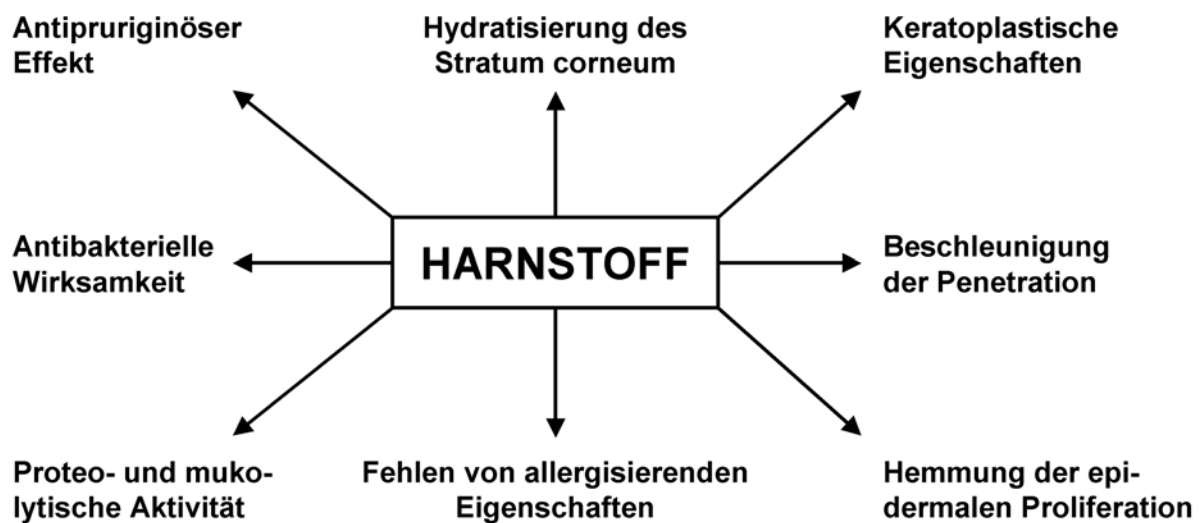 Antipruriginöser
Effekt
Hydratisierung des
Stratum corneum
Keratoplastische
Eigenschaften
Antibakterielle
Wirksamkeit
HARNSTOFF
Beschleunigung
der Penetration
Proteo- und muko-
lytische Aktivität
Fehlen von allergisierenden
Eigenschaften
Hemmung der epi-
dermalen Proliferation